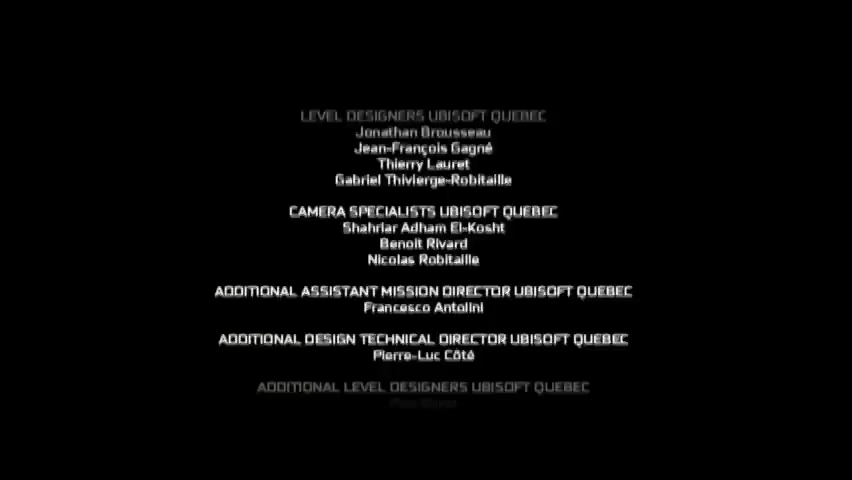 LEVEL DESIGNERS UBISOFT QUEBEC
Jonathan Brousseau
Jean-François Gagné
Thierry Lauret
Gabriel Thivierge-Robitaille
CAMERA SPECIALISTS UBISOFT QUEBEC
Shahriar Adham El-Kosht
Benoit Rivard
Nicolas Robitaille
ADDITIONAL ASSISTANT MISSION DIRECTOR UBISOFT QUEBEC
Francesco Antolini
ADDITIONAL DESIGN TECHNICAL DIRECTOR UBISOFT QUEBEC
Pierre-Luc Côté
ADDITIONAL LEVEL DESIGNERS UBISOFT QUEBEC